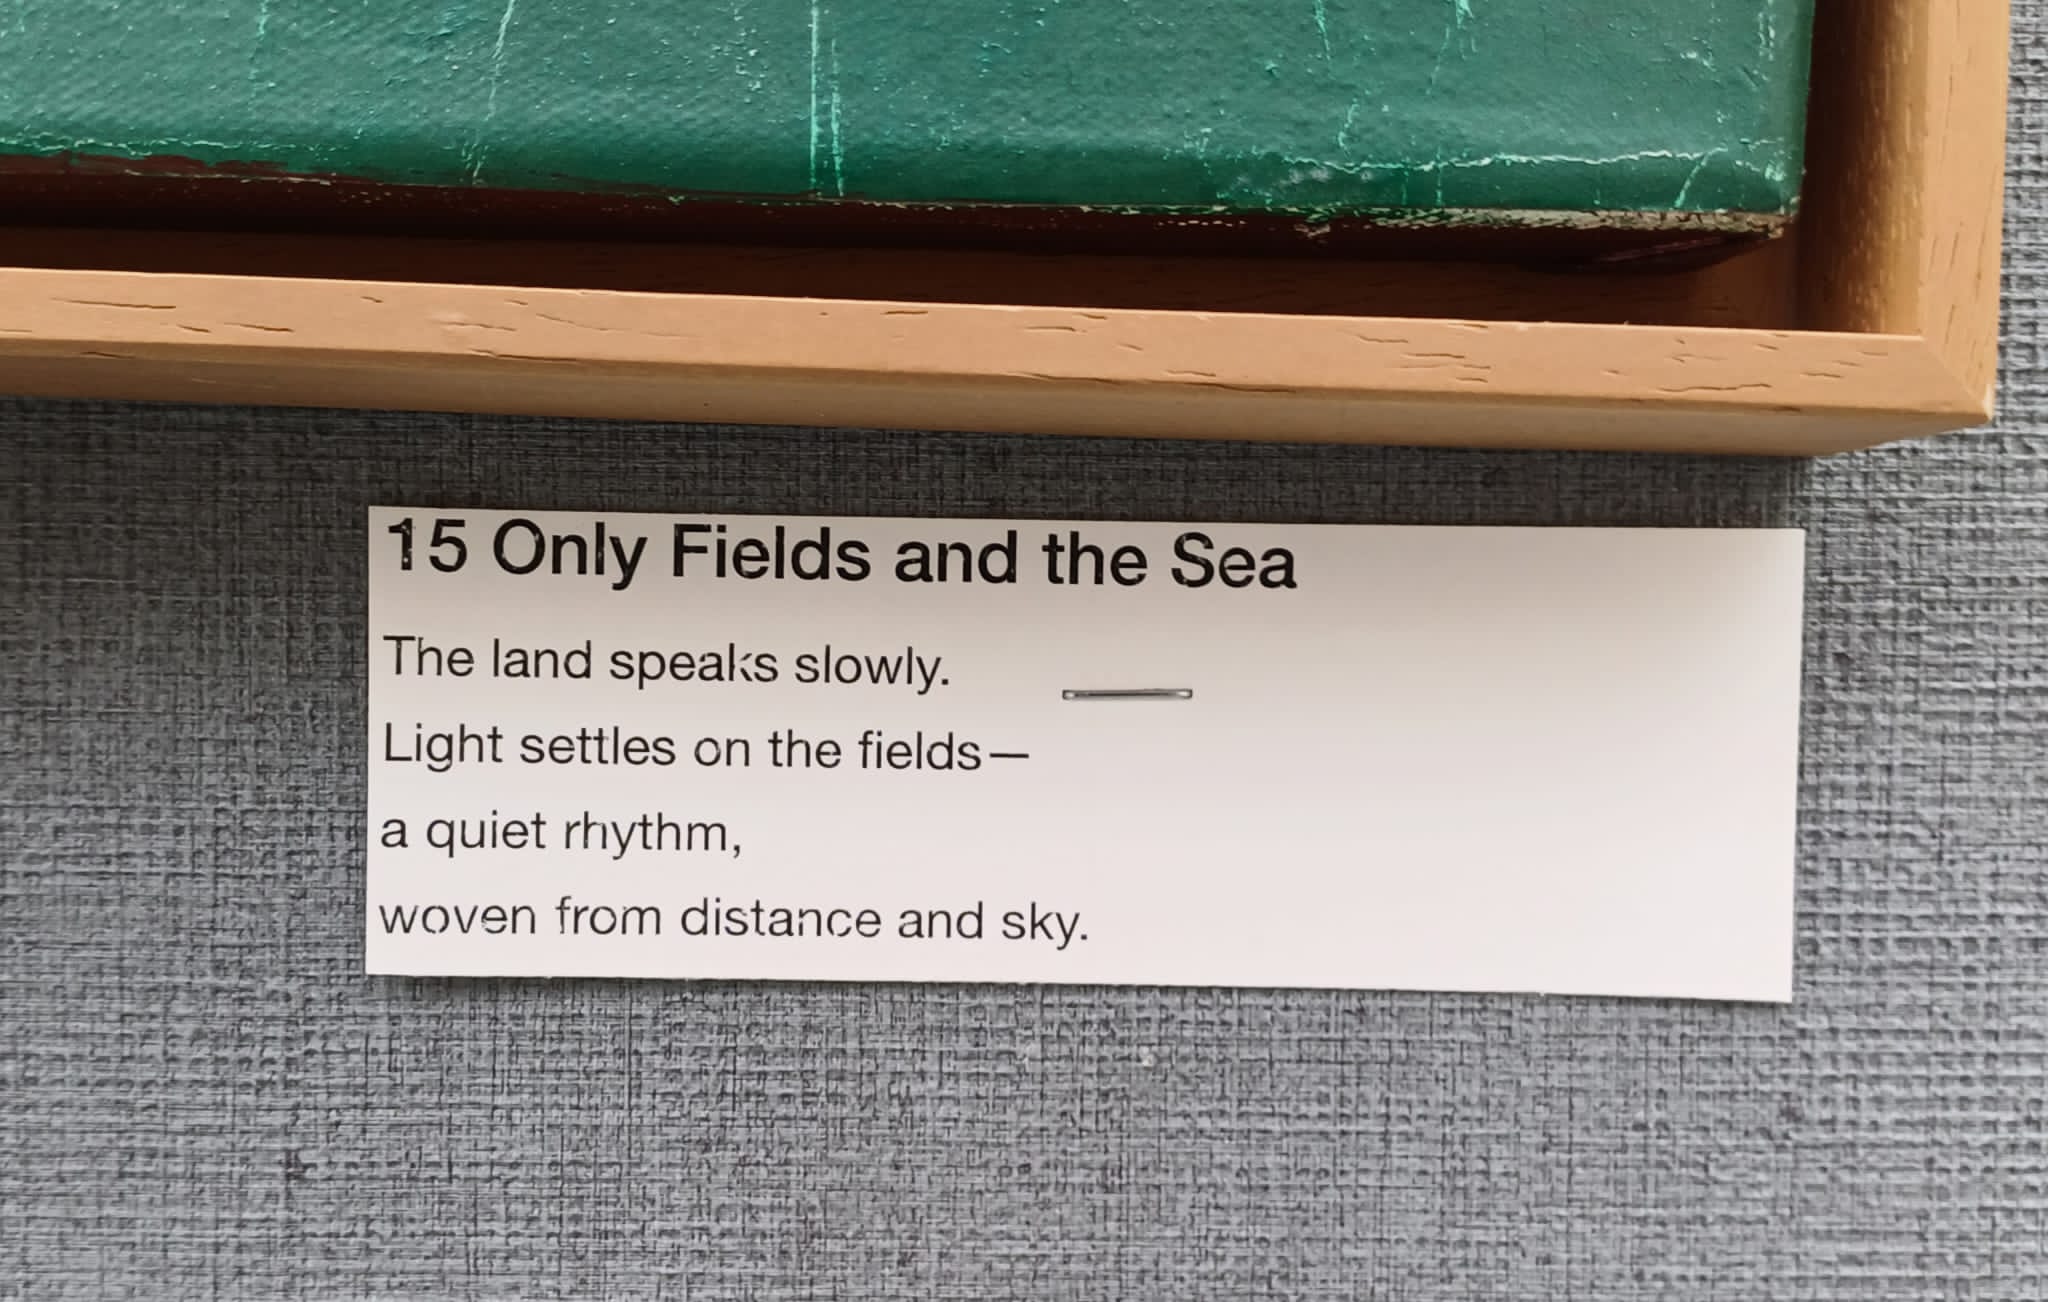 15 Only Fields and the Sea
The land speaks slowly.
Light settles on the fields—
a quiet rhythm,
woven from distance and sky.